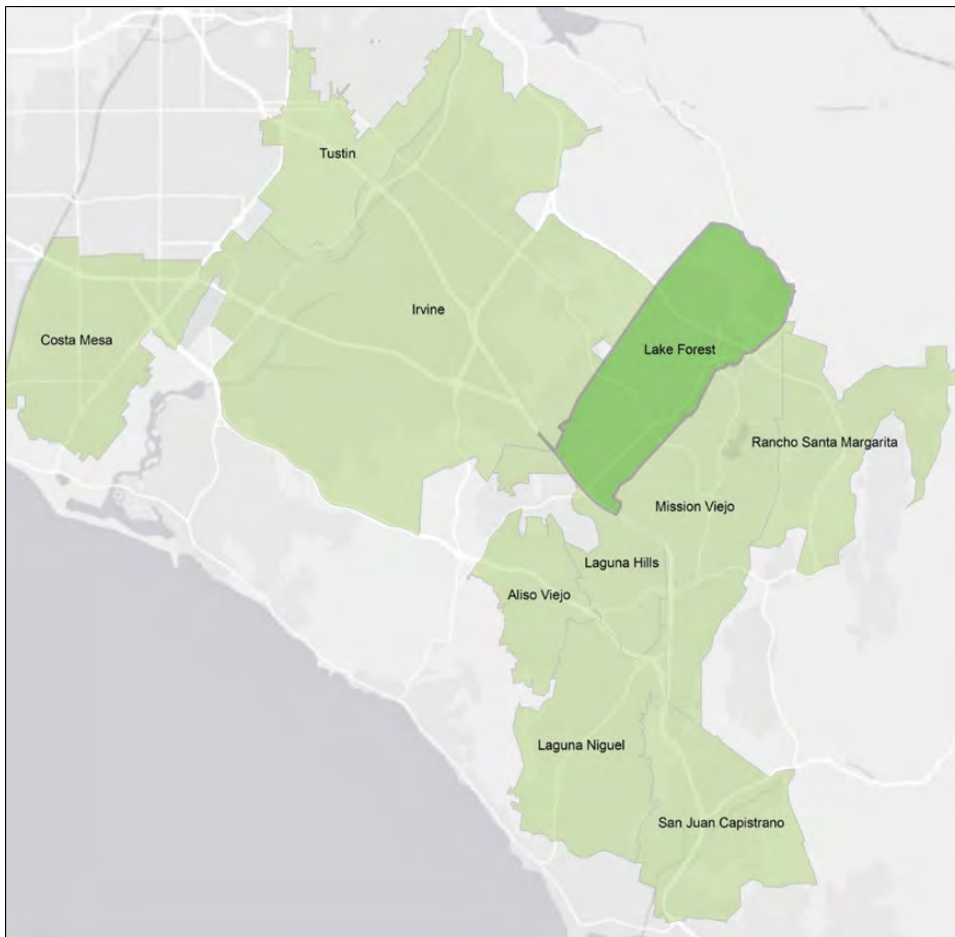 Tustin
Irvine
Costa Mesa
Lake Forest
Rancho Santa Margarita
Mission Viejo
Laguna Hills
Aliso Viejo
Laguna Niguel
San Juan Capistrano